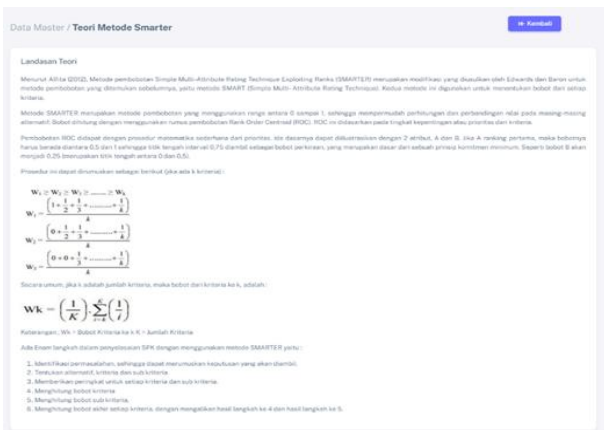 Data Master / Teori Metode Smarter
Kembali
Landasan Teori
Menurut Alfita (2012), Metode pembobotan Simple Multi-Attribute Rating Technique Exploiting Ranks (SMARTER) merupakan modifikasi yang diusulkan oleh Edwards dan Baron untuk
metode pembobotan yang ditemukan sebelumnya, yaitu metode SMART (Simple Multi- Attribute Rating Technique). Kedua metode ini digunakan untuk menentukan bobot dari setiap
kriteria.
Metode SMARTER merupakan metode pembobotan yang menggunakan range antara 0 sampai 1, sehingga mempermudah perhitungan dan perbandingan nilai pada masing-masing
alternatif. Bobot dihitung dengan menggunakan rumus pembobotan Rank Order Centroid (ROC). ROC ini didasarkan pada tingkat kepentingan atau prioritas dari kriteria.
Pembobotan ROC didapat dengan prosedur matematika sederhana dari prioritas. Ide dasarnya dapat diilustrasikan dengan 2 atribut, A dan B. Jika A ranking pertama, maka bobotnya
harus berada diantara 0,5 dan 1 sehingga titik tengah interval 0,75 diambil sebagai bobot perkiraan, yang merupakan dasar dari sebuah prinsip komitmen minimum. Seperti bobot B akan
menjadi 0,25 (merupakan titik tengah antara 0 dan 0,5).
Prosedur ini dapat dirumuskan sebagai berikut (jika ada k kriteria) :
W₁ ≥ W₂ ≥ W₃ ≥ ........ ≥ Wₖ
W₁ = (1 + 1/2 + 1/3 + .......... + 1/k) / k
W₂ = (0 + 1/2 + 1/3 + .......... + 1/k) / k
W₃ = (0 + 0 + 1/3 + .......... + 1/k) / k
Secara umum, jika k adalah jumlah kriteria, maka bobot dari kriteria ke k, adalah :
Wk = (1/K) . Σ (1/i)
Keterangan : Wk = Bobot Kriteria ke k K = Jumlah Kriteria
Ada Enam langkah dalam penyelesaian SPK dengan menggunakan metode SMARTER yaitu :
1. Identifikasi permasalahan, sehingga dapat merumuskan keputusan yang akan diambil.
2. Tentukan alternatif, kriteria dan sub kriteria
3. Memberikan peringkat untuk setiap kriteria dan sub kriteria
4. Menghitung bobot kriteria
5. Menghitung bobot sub kriteria.
6. Menghitung bobot akhir setiap kriteria, dengan mengalikan hasil langkah ke 4 dan hasil langkah ke 5.